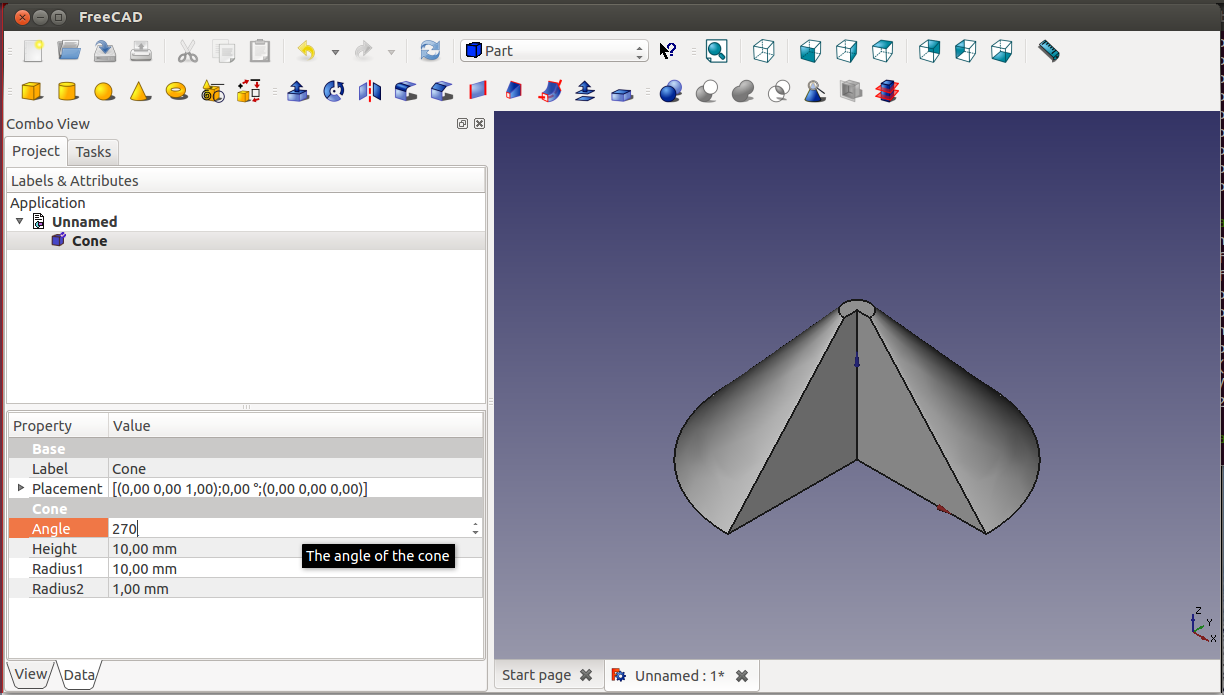 FreeCAD
Part
Combo View
Project Tasks
Labels & Attributes
Application
Unnamed
Cone
Property Value
Base
Label Cone
Placement [(0,00 0,00 1,00);0,00 °;(0,00 0,00 0,00)]
Cone
Angle 270
Height 10,00 mm
The angle of the cone
Radius1 10,00 mm
Radius2 1,00 mm
View Data
Start page
Unnamed : 1*
Z
Y
X